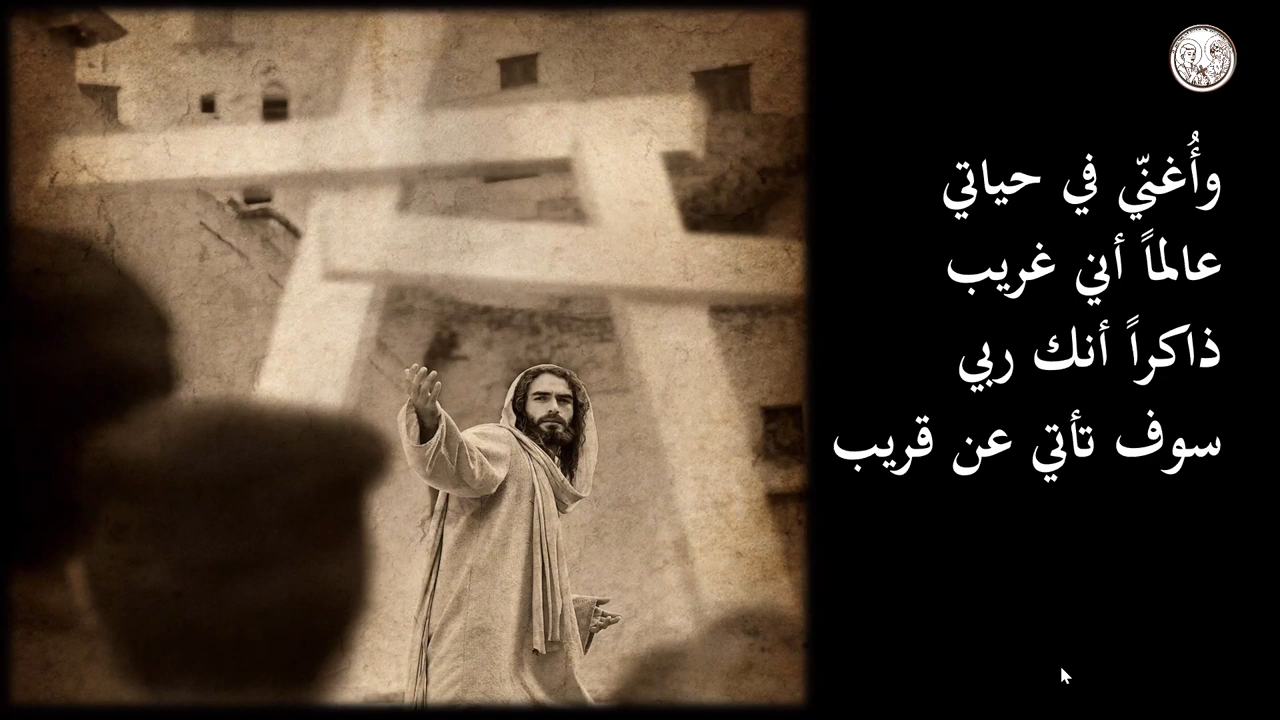 وأُغنّي في حياتي
عالماً أني غريب
ذاكراً أنك ربي
سوف تأتي عن قريب